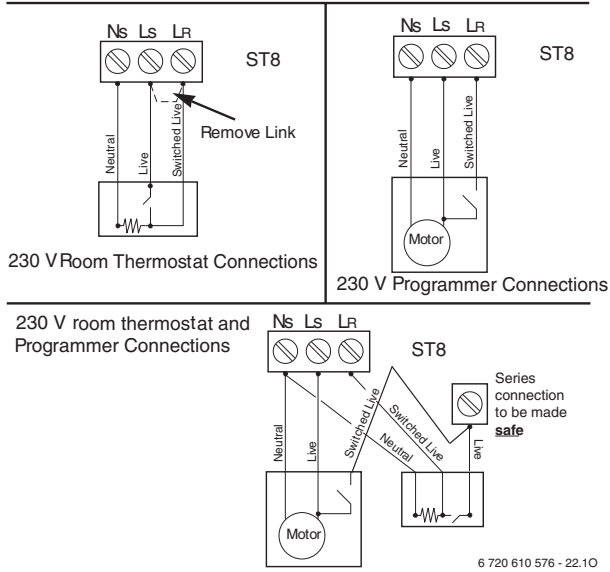 Ns Ls LR
ST8
Remove Link
Neutral
Live
Switched Live
230 V Room Thermostat Connections
Ns Ls LR
ST8
Neutral
Live
Switched Live
Motor
230 V Programmer Connections
230 V room thermostat and
Programmer Connections
Ns Ls LR
ST8
Series
connection
to be made
safe
Neutral
Live
Switched Live
Switched Live
Neutral
Live
Motor
6 720 610 576 - 22.1O